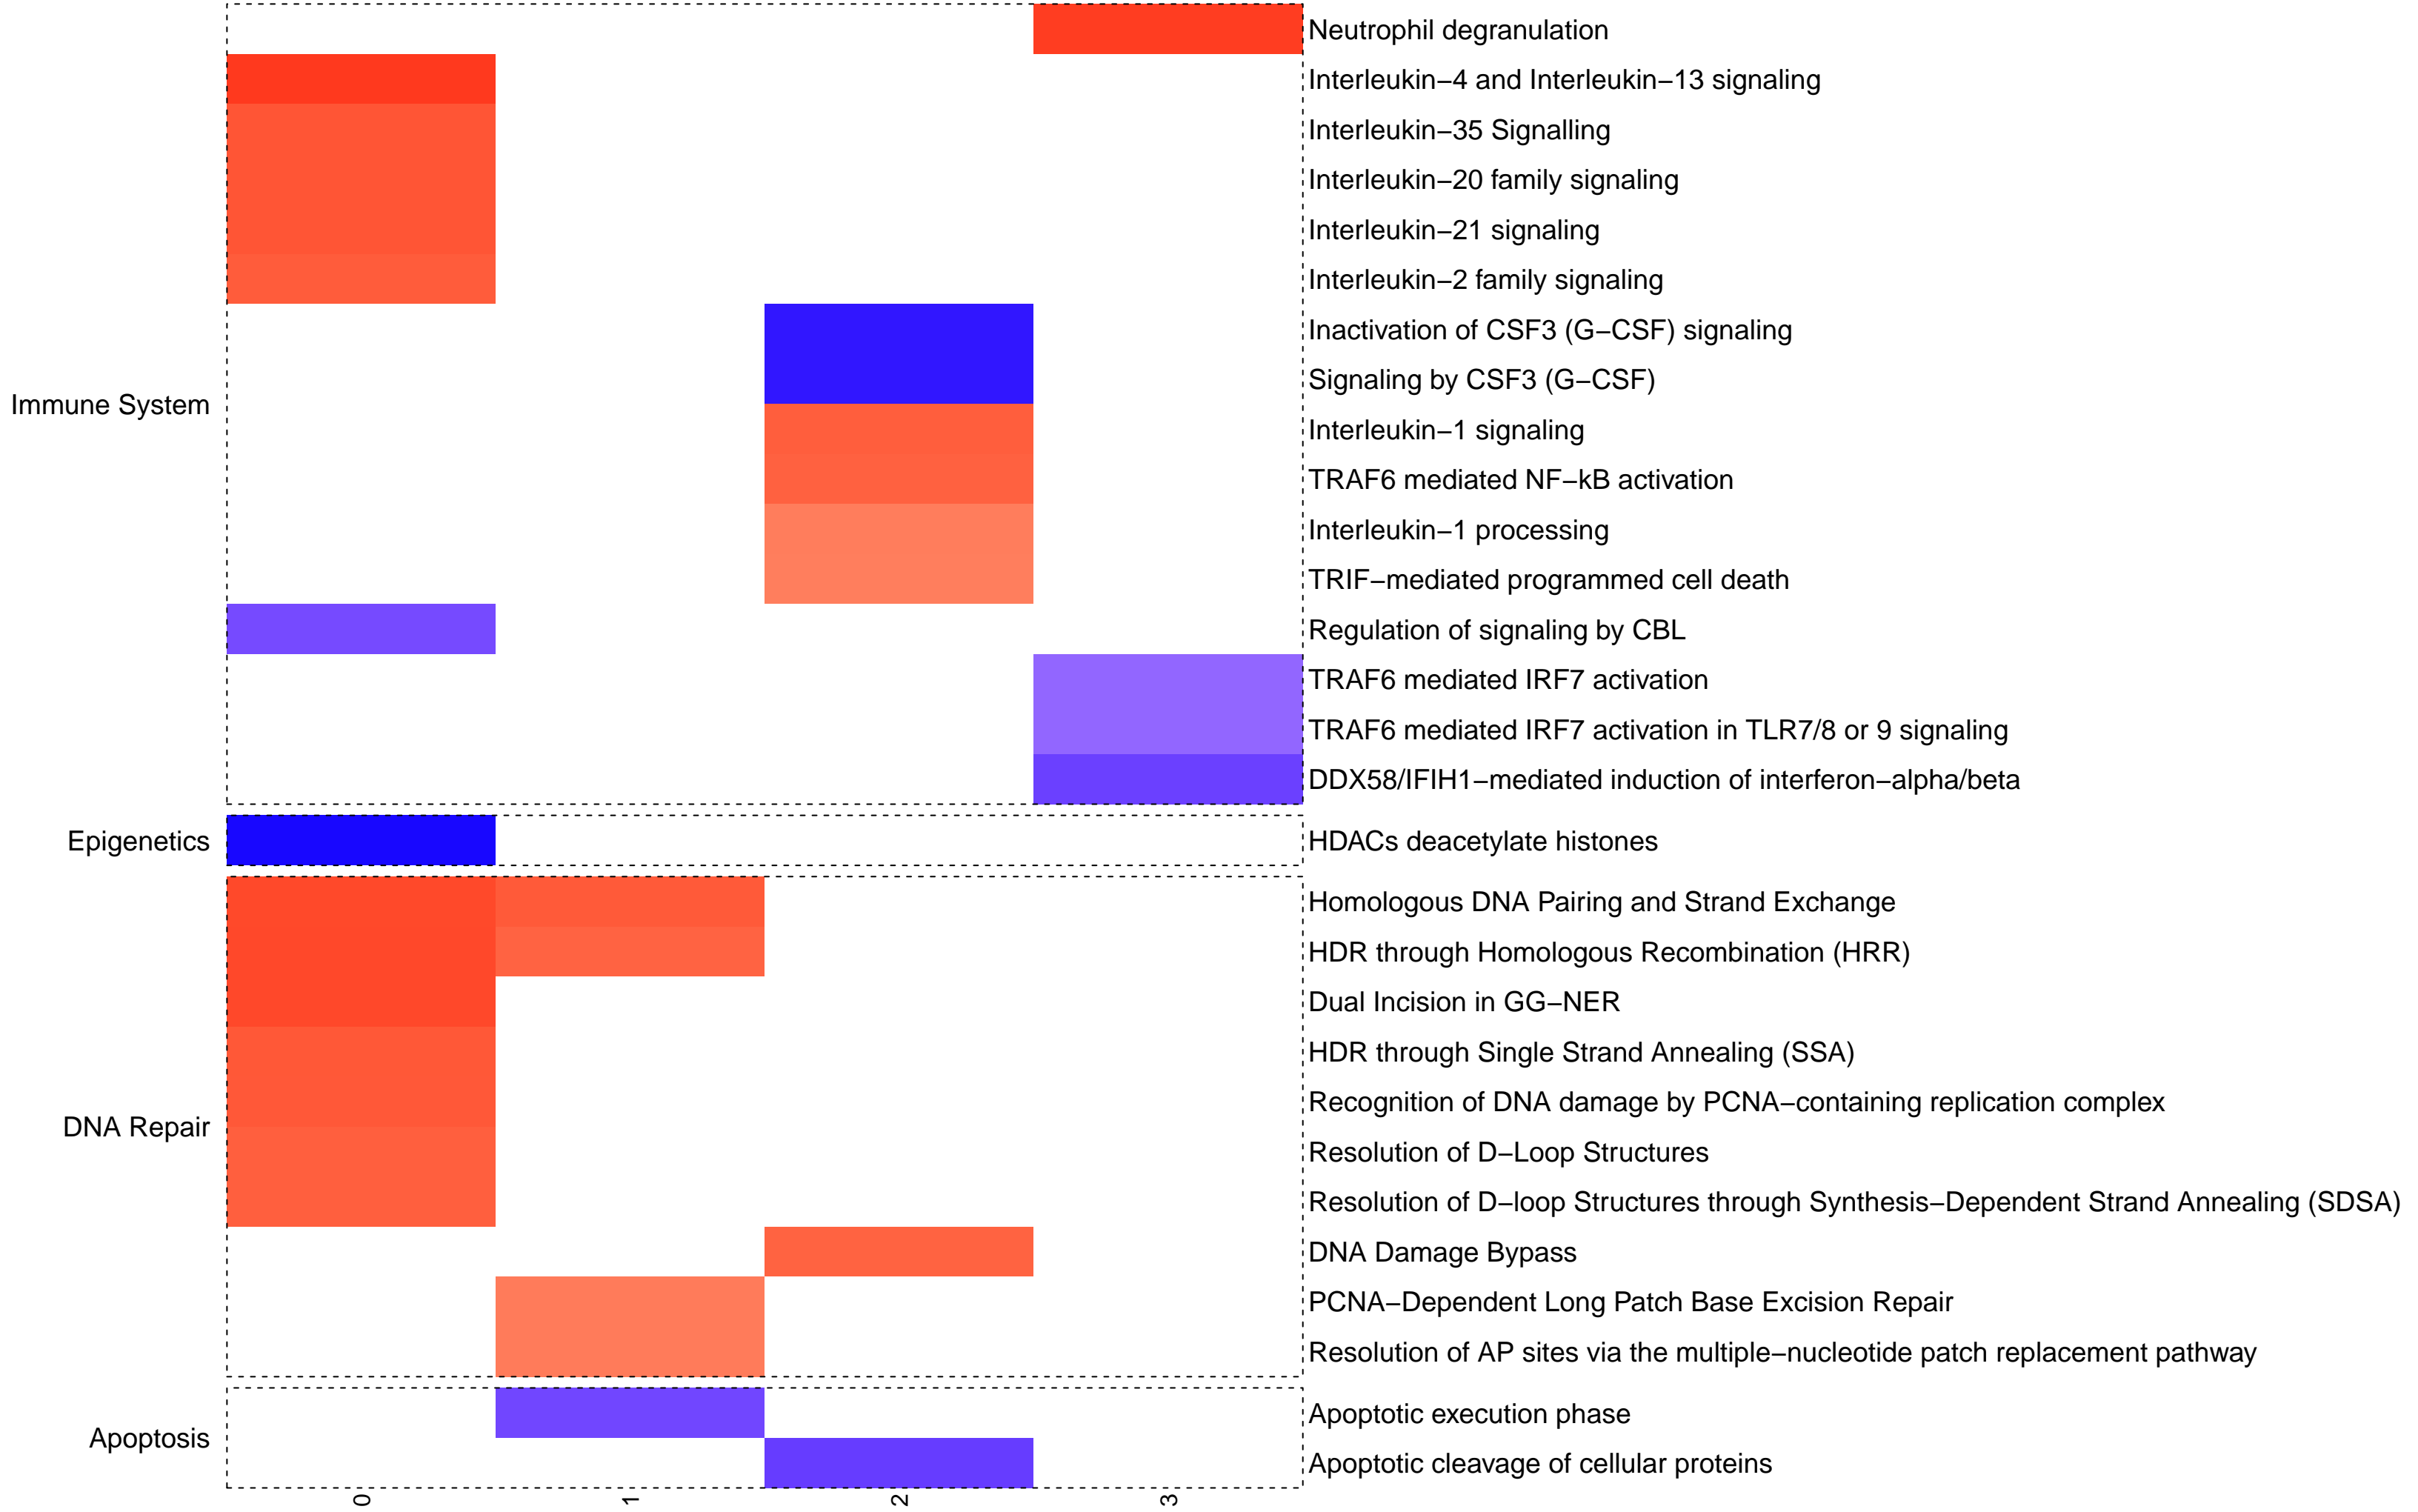 Neutrophil degranulation
Interleukin−4 and Interleukin−13 signaling
Interleukin−35 Signalling
Interleukin−20 family signaling
Interleukin−21 signaling
Interleukin−2 family signaling
Inactivation of CSF3 (G−CSF) signaling
Signaling by CSF3 (G−CSF)
Immune System
Interleukin−1 signaling
TRAF6 mediated NF−kB activation
Interleukin−1 processing
TRIF−mediated programmed cell death
Regulation of signaling by CBL
TRAF6 mediated IRF7 activation
TRAF6 mediated IRF7 activation in TLR7/8 or 9 signaling
DDX58/IFIH1−mediated induction of interferon−alpha/beta
Epigenetics
HDACs deacetylate histones
Homologous DNA Pairing and Strand Exchange
HDR through Homologous Recombination (HRR)
Dual Incision in GG−NER
HDR through Single Strand Annealing (SSA)
Recognition of DNA damage by PCNA−containing replication complex
DNA Repair
Resolution of D−Loop Structures
Resolution of D−loop Structures through Synthesis−Dependent Strand Annealing (SDSA)
DNA Damage Bypass
PCNA−Dependent Long Patch Base Excision Repair
Resolution of AP sites via the multiple−nucleotide patch replacement pathway
Apoptotic execution phase
Apoptosis
Apoptotic cleavage of cellular proteins
0
1
2
3